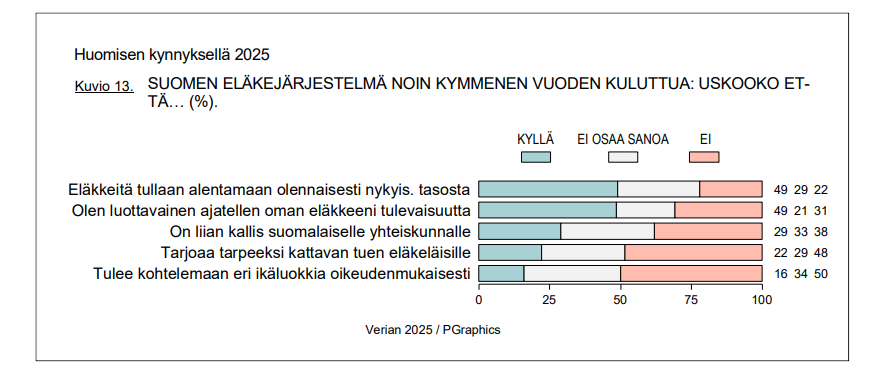 Huomisen kynnyksellä 2025
Kuvio 13. SUOMEN ELÄKEJÄRJESTELMÄ NOIN KYMMENEN VUODEN KULUTTUA: USKOOKO ET-
TÄ... (%).
KYLLÄ EI OSAA SANOA EI
Eläkkeitä tullaan alentamaan olennaisesti nykyis. tasosta 49 29 22
Olen luottavainen ajatellen oman eläkkeeni tulevaisuutta 49 21 31
On liian kallis suomalaiselle yhteiskunnalle 29 33 38
Tarjoaa tarpeeksi kattavan tuen eläkeläisille 22 29 48
Tulee kohtelemaan eri ikäluokkia oikeudenmukaisesti 16 34 50
0 25 50 75 100
Verian 2025 / PGraphics